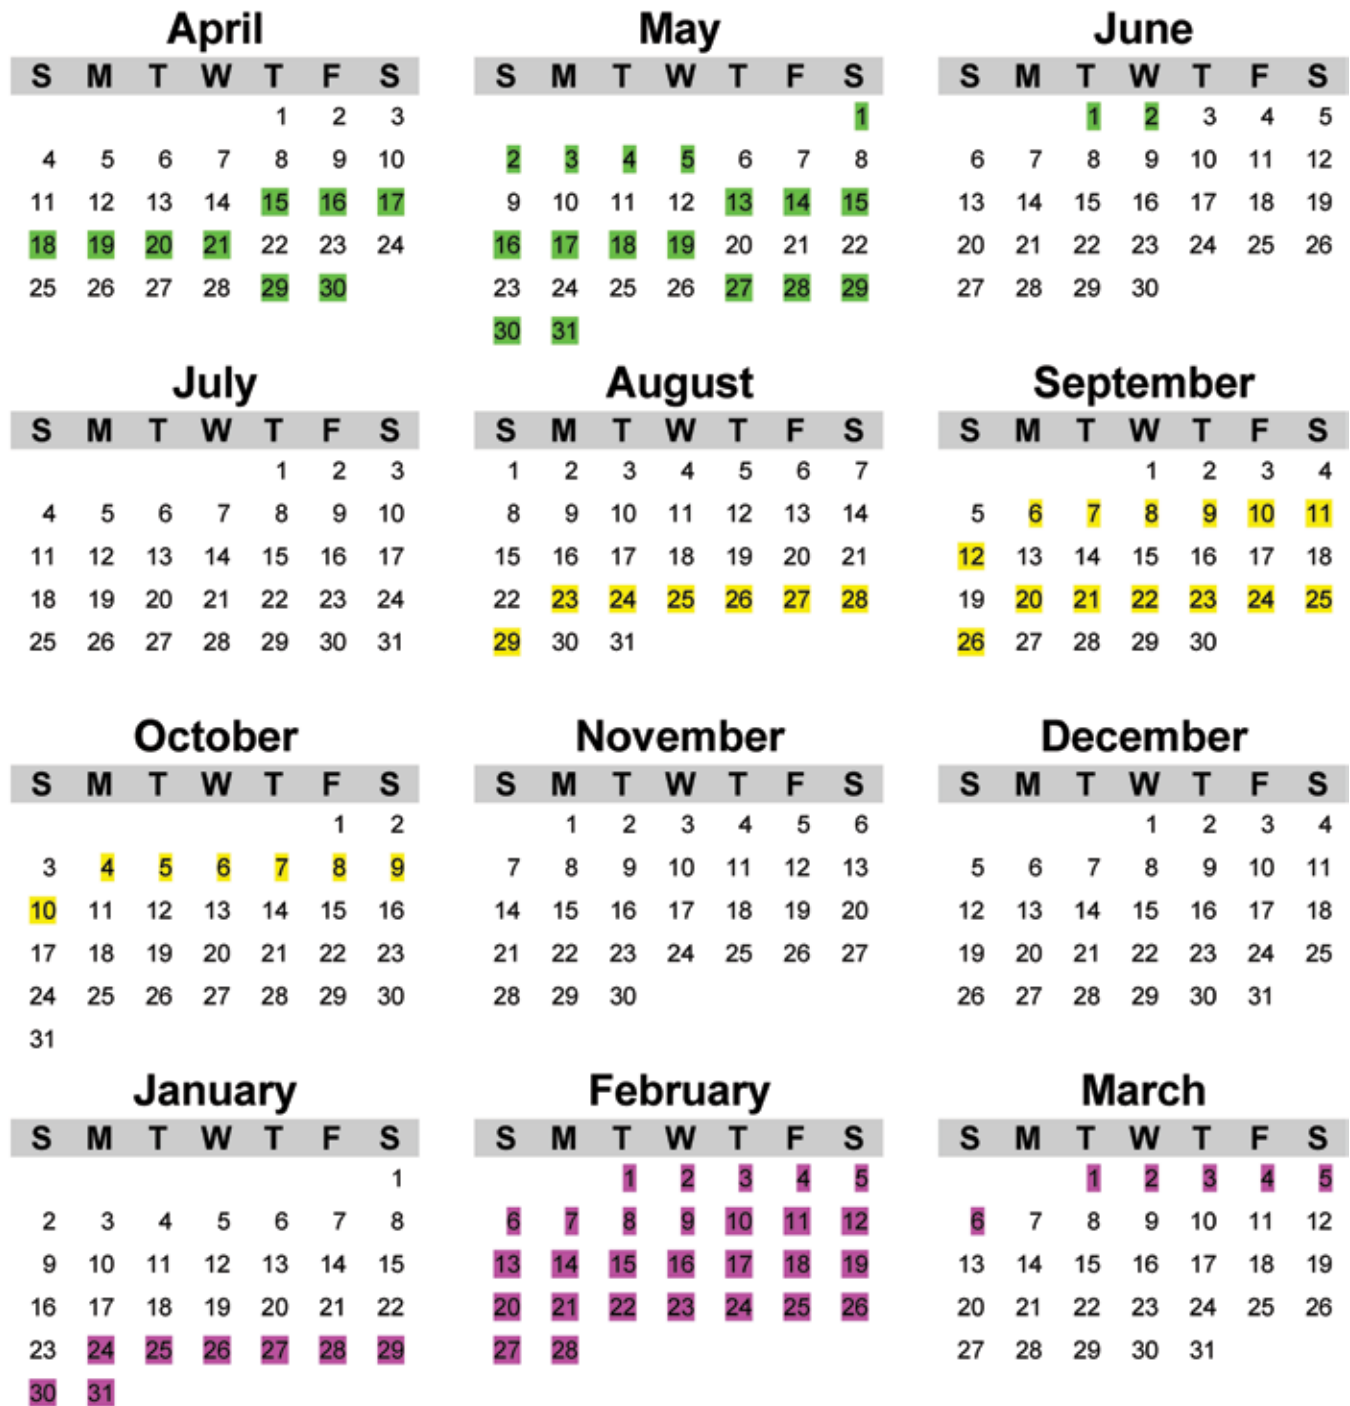 April May June
S M T W T F S S M T W T F S S M T W T F S
1 2 3 1 1 2 3 4 5
4 5 6 7 8 9 10 2 3 4 5 6 7 8 6 7 8 9 10 11 12
11 12 13 14 15 16 17 9 10 11 12 13 14 15 13 14 15 16 17 18 19
18 19 20 21 22 23 24 16 17 18 19 20 21 22 20 21 22 23 24 25 26
25 26 27 28 29 30 23 24 25 26 27 28 29 27 28 29 30
30 31
July August September
S M T W T F S S M T W T F S S M T W T F S
1 2 3 1 2 3 4 5 6 7 1 2 3 4
4 5 6 7 8 9 10 8 9 10 11 12 13 14 5 6 7 8 9 10 11
11 12 13 14 15 16 17 15 16 17 18 19 20 21 12 13 14 15 16 17 18
18 19 20 21 22 23 24 22 23 24 25 26 27 28 19 20 21 22 23 24 25
25 26 27 28 29 30 31 29 30 31 26 27 28 29 30
October November December
S M T W T F S S M T W T F S S M T W T F S
1 2 1 2 3 4 5 6 1 2 3 4
3 4 5 6 7 8 9 7 8 9 10 11 12 13 5 6 7 8 9 10 11
10 11 12 13 14 15 16 14 15 16 17 18 19 20 12 13 14 15 16 17 18
17 18 19 20 21 22 23 21 22 23 24 25 26 27 19 20 21 22 23 24 25
24 25 26 27 28 29 30 28 29 30 26 27 28 29 30 31
31
January February March
S M T W T F S S M T W T F S S M T W T F S
1 1 2 3 4 5 1 2 3 4 5
2 3 4 5 6 7 8 6 7 8 9 10 11 12 6 7 8 9 10 11 12
9 10 11 12 13 14 15 13 14 15 16 17 18 19 13 14 15 16 17 18 19
16 17 18 19 20 21 22 20 21 22 23 24 25 26 20 21 22 23 24 25 26
23 24 25 26 27 28 29 27 28 27 28 29 30 31
30 31